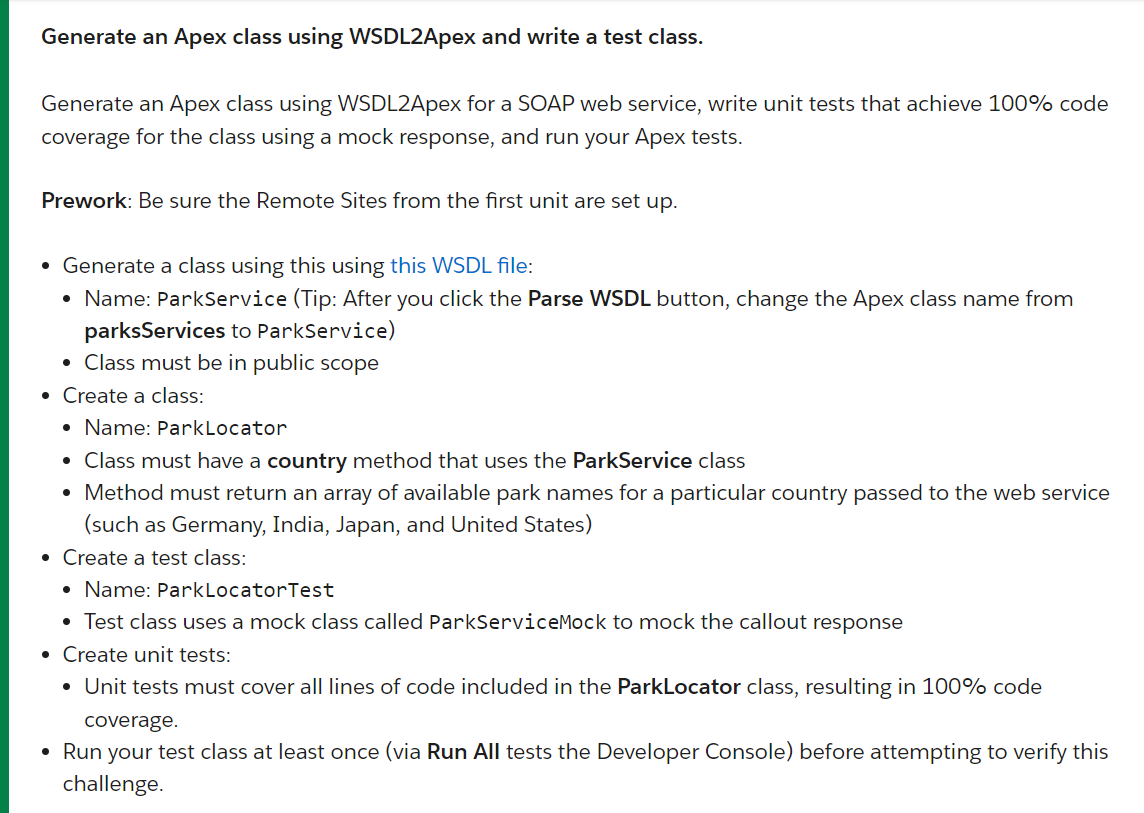 Generate an Apex class using WSDL2Apex and write a test class.
Generate an Apex class using WSDL2Apex for a SOAP web service, write unit tests that achieve 100% code
coverage for the class using a mock response, and run your Apex tests.
Prework: Be sure the Remote Sites from the first unit are set up.
• Generate a class using this using this WSDL file:
• Name: ParkService (Tip: After you click the Parse WSDL button, change the Apex class name from
parksServices to ParkService)
• Class must be in public scope
• Create a class:
• Name: ParkLocator
• Class must have a country method that uses the ParkService class
• Method must return an array of available park names for a particular country passed to the web service
(such as Germany, India, Japan, and United States)
• Create a test class:
• Name: ParkLocatorTest
• Test class uses a mock class called ParkServiceMock to mock the callout response
• Create unit tests:
• Unit tests must cover all lines of code included in the ParkLocator class, resulting in 100% code
coverage.
• Run your test class at least once (via Run All tests the Developer Console) before attempting to verify this
challenge.